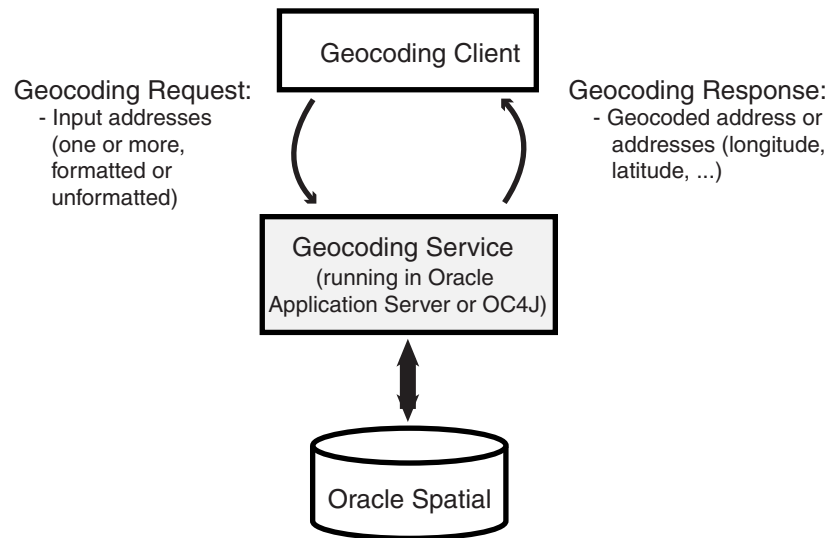 Geocoding Client
Geocoding Request:
- Input addresses
(one or more,
formatted or
unformatted)
Geocoding Response:
- Geocoded address or
addresses (longitude,
latitude, ...)
Geocoding Service
(running in Oracle
Application Server or OC4J)
Oracle Spatial